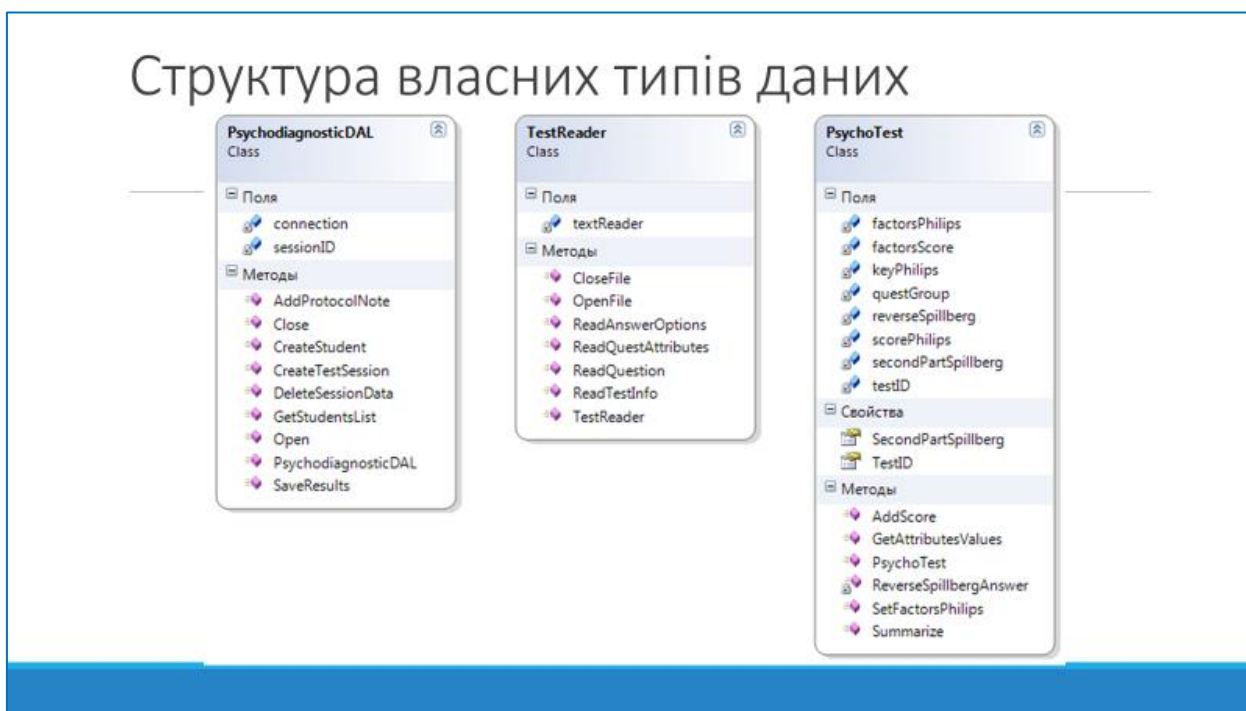 Структура власних типів даних
PsychodiagnosticDAL
Class
Поля
connection
sessionID
Методы
AddProtocolNote
Close
CreateStudent
CreateTestSession
DeleteSessionData
GetStudentsList
Open
PsychodiagnosticDAL
SaveResults
TestReader
Class
Поля
textReader
Методы
CloseFile
OpenFile
ReadAnswerOptions
ReadQuestAttributes
ReadQuestion
ReadTestInfo
TestReader
PsychoTest
Class
Поля
factorsPhilips
factorsScore
keyPhilips
questGroup
reverseSpillberg
scorePhilips
secondPartSpillberg
testID
Свойства
SecondPartSpillberg
TestID
Методы
AddScore
GetAttributesValues
PsychoTest
ReverseSpillbergAnswer
SetFactorsPhilips
Summarize